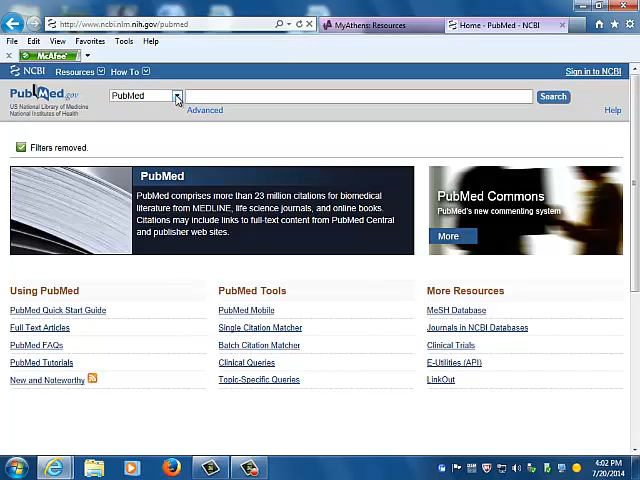 http://www.ncbi.nlm.nih.gov/pubmed
MyAthens: Resources
Home - PubMed - NCBI
File Edit View Favorites Tools Help
McAfee
NCBI Resources How To Sign in to NCBI
PubMed.gov
US National Library of Medicine
National Institutes of Health
PubMed
Search
Advanced
Help
Filters removed.
PubMed
PubMed comprises more than 23 million citations for biomedical
literature from MEDLINE, life science journals, and online books.
Citations may include links to full-text content from PubMed Central
and publisher web sites.
PubMed Commons
PubMed's new commenting system
More
Using PubMed
PubMed Quick Start Guide
Full Text Articles
PubMed FAQs
PubMed Tutorials
New and Noteworthy
PubMed Tools
PubMed Mobile
Single Citation Matcher
Batch Citation Matcher
Clinical Queries
Topic-Specific Queries
More Resources
MeSH Database
Journals in NCBI Databases
Clinical Trials
E-Utilities (API)
LinkOut
4:02 PM
7/20/2014